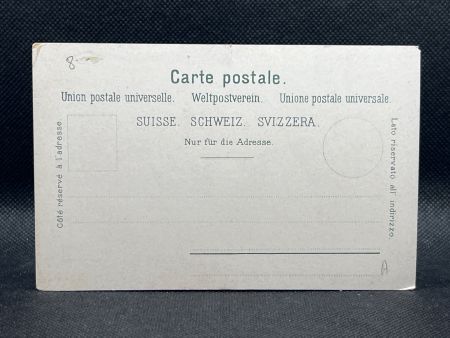 8.-
Carte postale.
Union postale universelle. Weltpostverein. Unione postale universale.
SUISSE. SCHWEIZ. SVIZZERA.
Nur für die Adresse.
Côté réservé à l'adresse.
Lato riservato all' indirizzo.
A